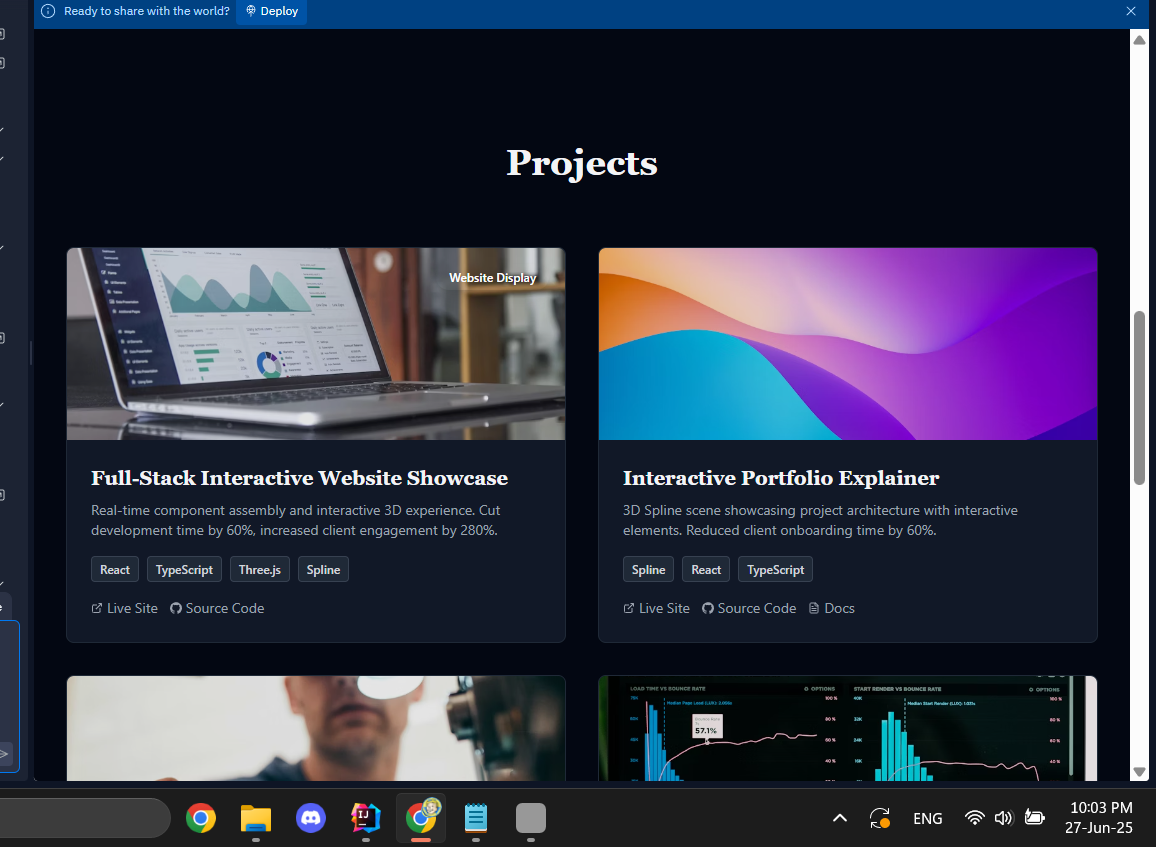 Ready to share with the world? Deploy
Projects
Website Display
Full-Stack Interactive Website Showcase
Real-time component assembly and interactive 3D experience. Cut
development time by 60%, increased client engagement by 280%.
React TypeScript Three.js Spline
Live Site Source Code
Interactive Portfolio Explainer
3D Spline scene showcasing project architecture with interactive
elements. Reduced client onboarding time by 60%.
Spline React TypeScript
Live Site Source Code Docs
LOAD TIME VS BOUNCE RATE OPTIONS
57.1%
START RENDER VS BOUNCE RATE OPTIONS
ENG
10:03 PM
27-Jun-25